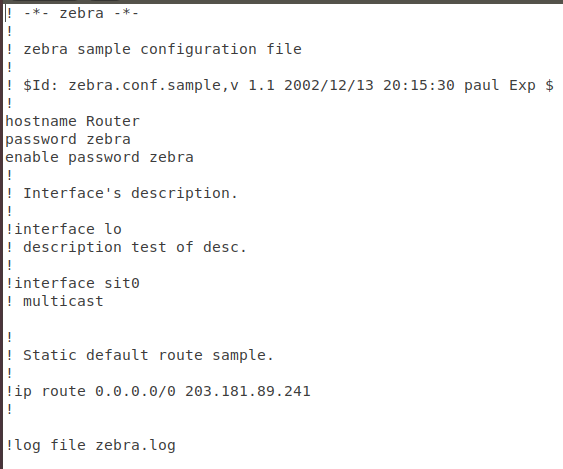 ! -*- zebra -*-
!
! zebra sample configuration file
!
! $Id: zebra.conf.sample,v 1.1 2002/12/13 20:15:30 paul Exp $
!
hostname Router
password zebra
enable password zebra
!
! Interface's description.
!
!interface lo
! description test of desc.
!
!interface sit0
! multicast

!
! Static default route sample.
!
!ip route 0.0.0.0/0 203.181.89.241
!

!log file zebra.log